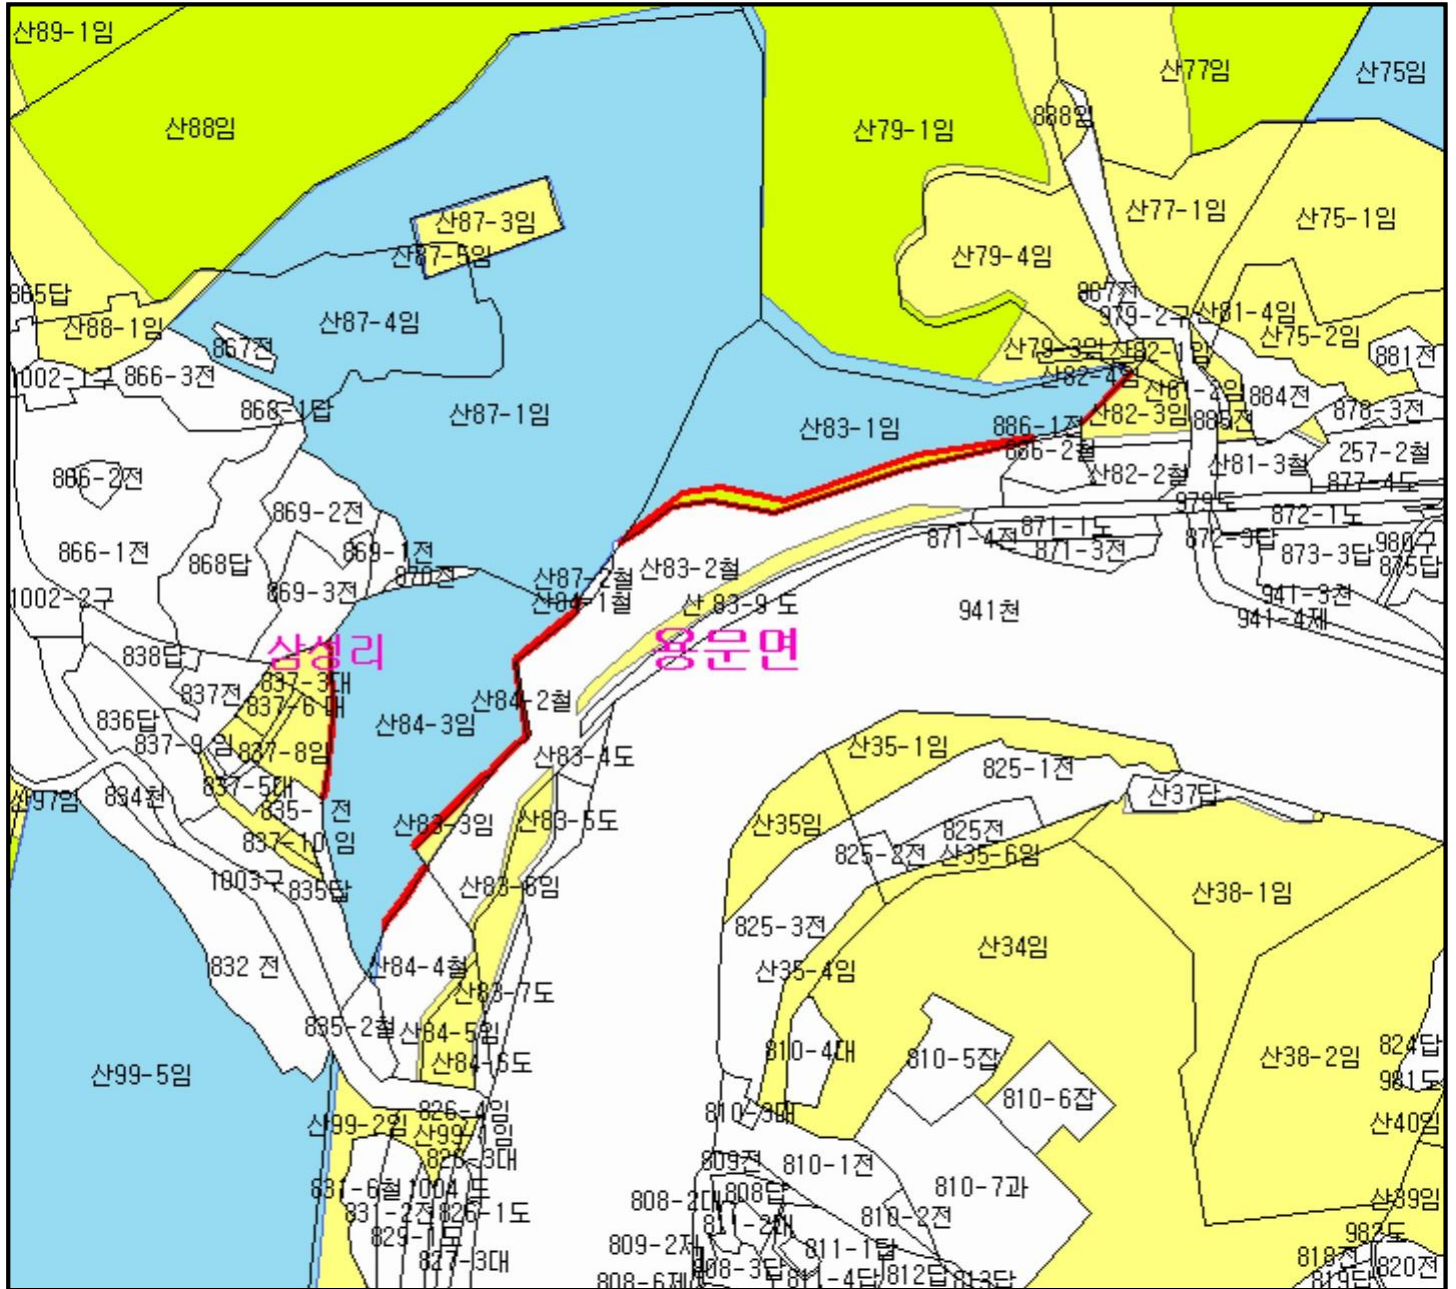 산89-1임
산77임
산75임
산88임
산79-1임
888임
산87-3임
산77-1임
산75-1임
산87-5임
산79-4임
865답
산88-1임
산87-4임
867전
979-2구
산81-4임
산75-2임
867전
산79-3임
산82-1임
881전
1002-1구
866-3전
산82-4임
산81-2임
884전
868-1답
산87-1임
산83-1임
886-1전
산82-3임
878-3전
866-2전
886-2철
산82-2철
산81-3철
257-2철
877-4도
869-2전
979도
872-1도
866-1전
868답
869-1전
871-4전
871-1도
871-3전
872-3답
873-3답
980구
875답
870전
869-3전
산87-2철
산83-2철
산84-1철
산 83-9 도
941천
941-3천
941-4제
1002-2구
삼성리
용문면
838답
837-3대
837전
837-6 대
836답
837-9 임
837-8임
산84-3임
산84-2철
산83-4도
산35-1임
825-1전
산97임
834천
837-5대
835-1 전
산83-3임
산83-5도
산35임
825전
산37답
837-10 임
825-2전
산35-6임
1003구
835답
산83-6임
산38-1임
825-3전
832 전
산84-4철
산83-7도
산35-4임
산34임
835-2철
산84-5임
산99-5임
산84-6도
810-4대
810-5잡
산38-2임
824답
981도
810-6잡
산99-2임
826-4임
산99-1임
810-3대
산40임
826-3대
809전
810-1전
831-6철
1004 도
808-2대
808답
810-7과
산39임
831-2전
826-1도
811-2대
810-2전
982도
827-3대
811-1답
818전
808-3답
811-4답
812답
813답
819답
820전